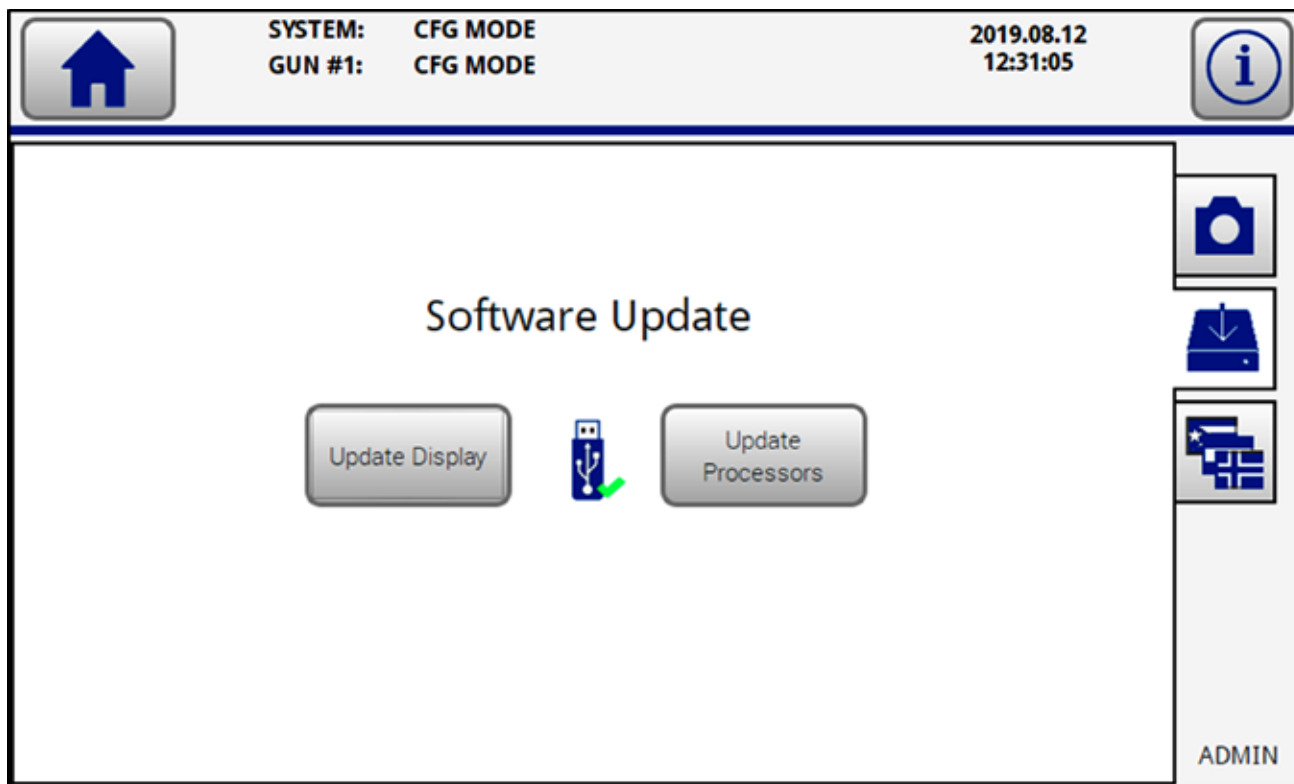 SYSTEM: CFG MODE
GUN #1: CFG MODE
2019.08.12
12:31:05
i
Software Update
Update Display
Update
Processors
ADMIN